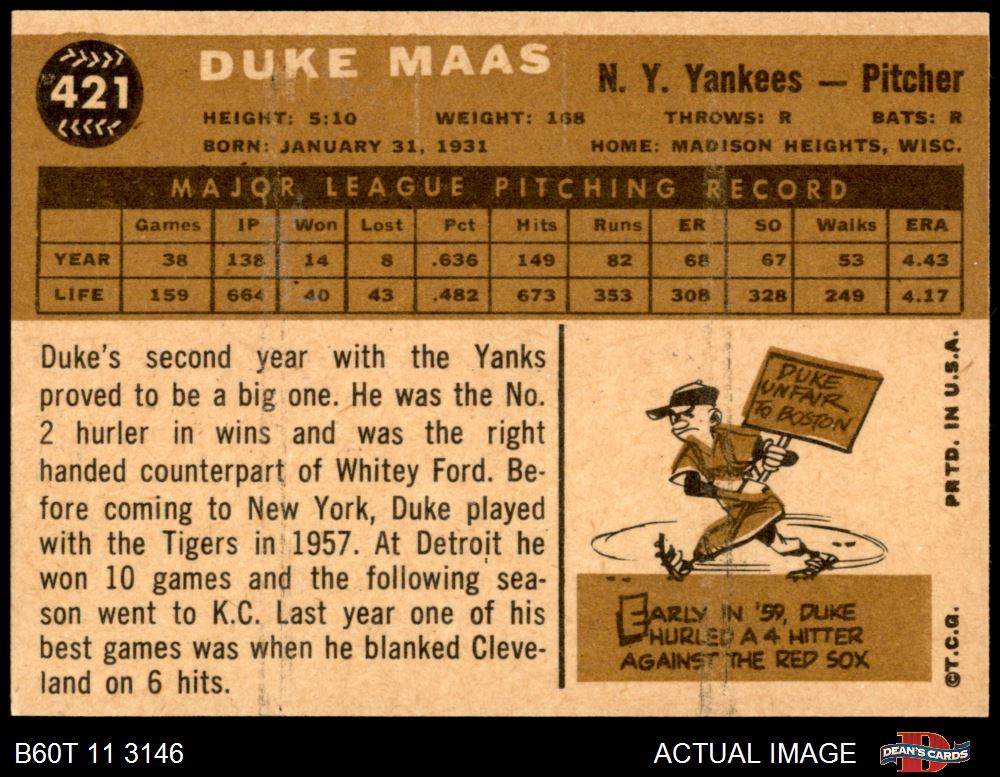 421
DUKE MAAS
N. Y. Yankees — Pitcher
HEIGHT: 5:10 WEIGHT: 168 THROWS: R BATS: R
BORN: JANUARY 31, 1931 HOME: MADISON HEIGHTS, WISC.
MAJOR LEAGUE PITCHING RECORD
Games IP Won Lost Pct Hits Runs ER SO Walks ERA
YEAR 38 138 14 8 .636 149 82 68 67 53 4.43
LIFE 159 664 40 43 .482 673 353 308 328 249 4.17
Duke's second year with the Yanks
proved to be a big one. He was the No.
2 hurler in wins and was the right
handed counterpart of Whitey Ford. Be-
fore coming to New York, Duke played
with the Tigers in 1957. At Detroit he
won 10 games and the following sea-
son went to K.C. Last year one of his
best games was when he blanked Cleve-
land on 6 hits.
DUKE
UNFAIR
TO BOSTON
EARLY IN '59, DUKE
HURLED A 4 HITTER
AGAINST THE RED SOX
PRTD. IN U.S.A.
©T.C.G.
B60T 11 3146
ACTUAL IMAGE
DEAN'S CARDS